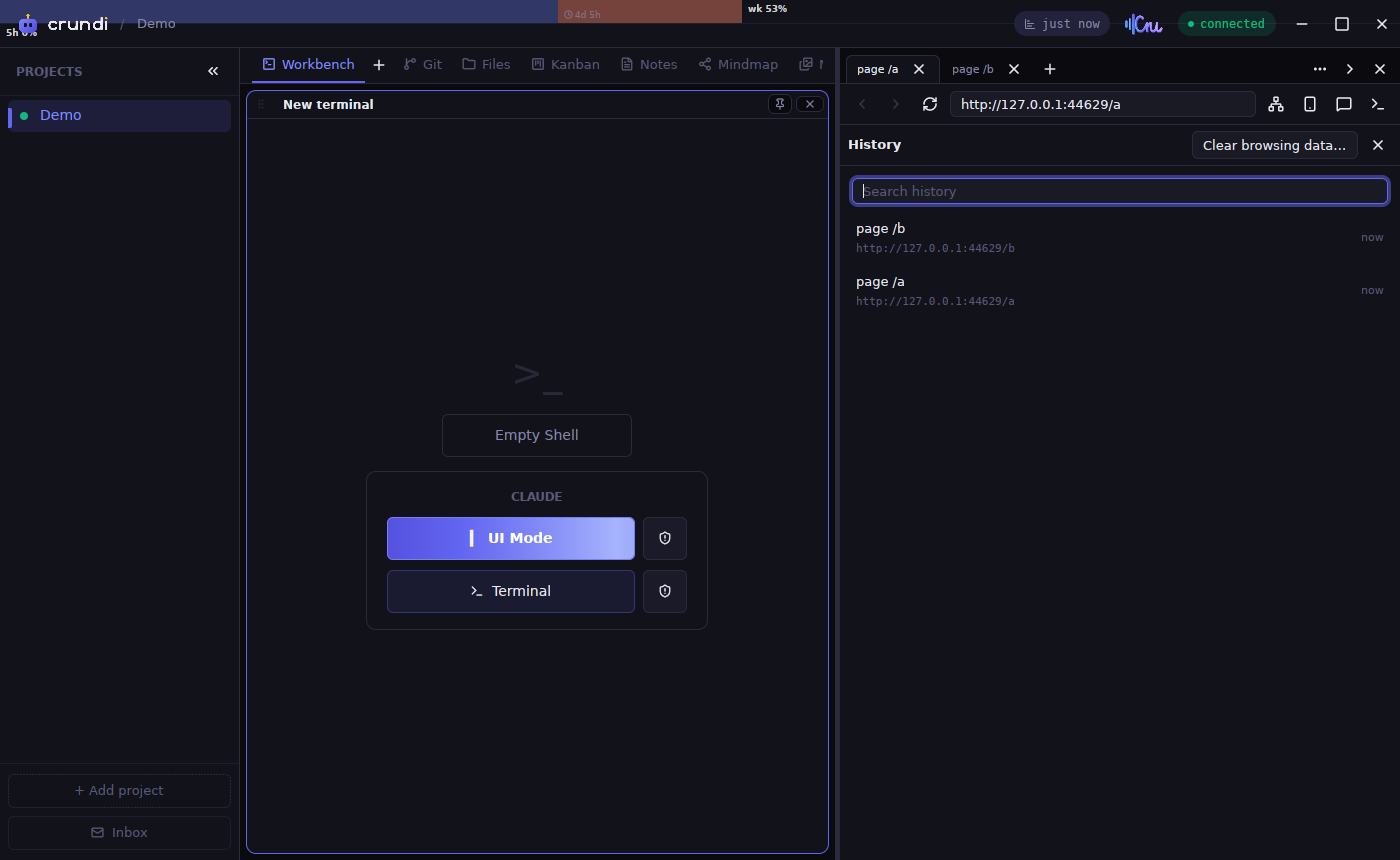 4d 5h
wk 53%
crundi / Demo
just now
Cru
connected
PROJECTS
Demo
+ Add project
Inbox
Workbench
Git
Files
Kanban
Notes
Mindmap
New terminal
>_
Empty Shell
CLAUDE
UI Mode
Terminal
page /a
page /b
http://127.0.0.1:44629/a
History
Clear browsing data...
Search history
page /b
http://127.0.0.1:44629/b
now
page /a
http://127.0.0.1:44629/a
now